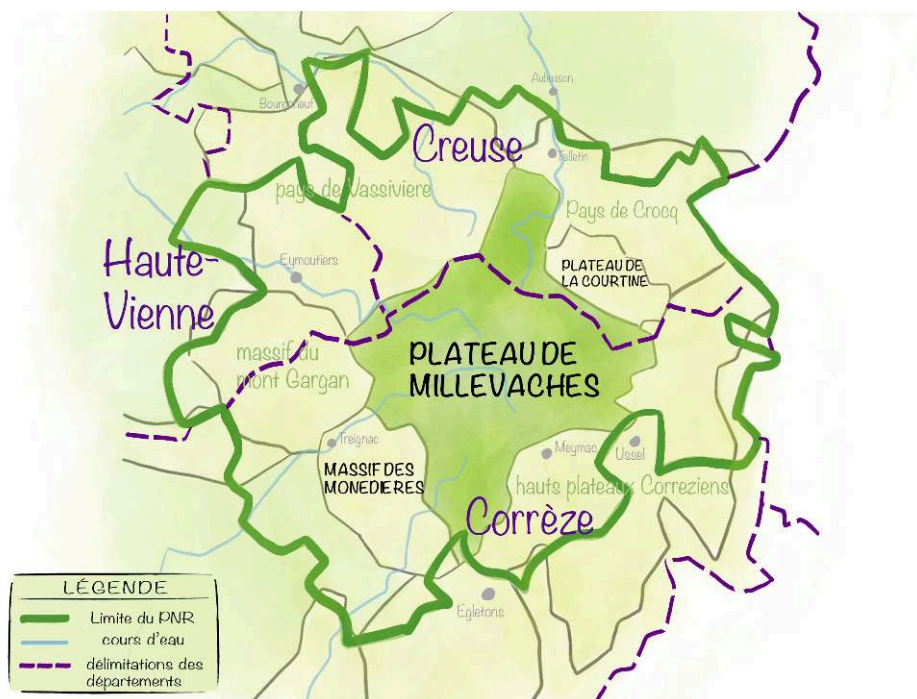 Aubusson
Bourganeuf
Creuse
Felletin
pays de Vassiviere
Pays de Crocq
Haute-
Vienne
Eymoutiers
PLATEAU DE
LA COURTINE
massif du
mont Gargan
PLATEAU DE
MILLEVACHES
Treignac
MASSIF DES
MONEDIERES
Meymac
Ussel
hauts plateaux Correziens
Corrèze
Egletons
LÉGENDE
Limite du PNR
cours d'eau
délimitations des
départements